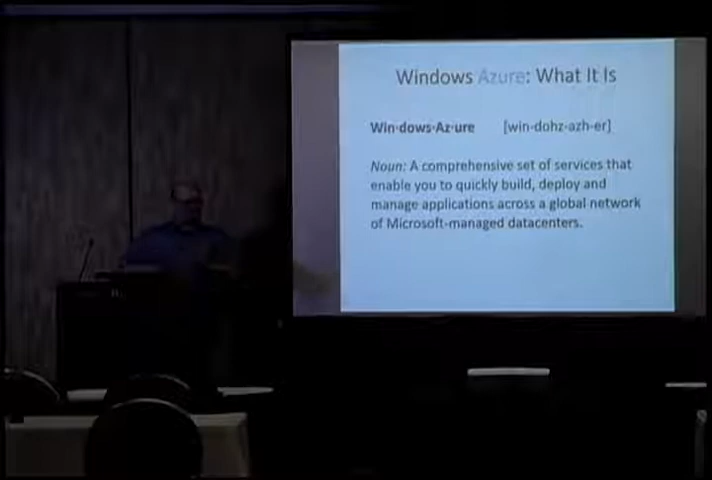 Windows Azure: What It Is
Win·dows·Az·ure [win-dohz-azh-er]
Noun: A comprehensive set of services that
enable you to quickly build, deploy and
manage applications across a global network
of Microsoft-managed datacenters.